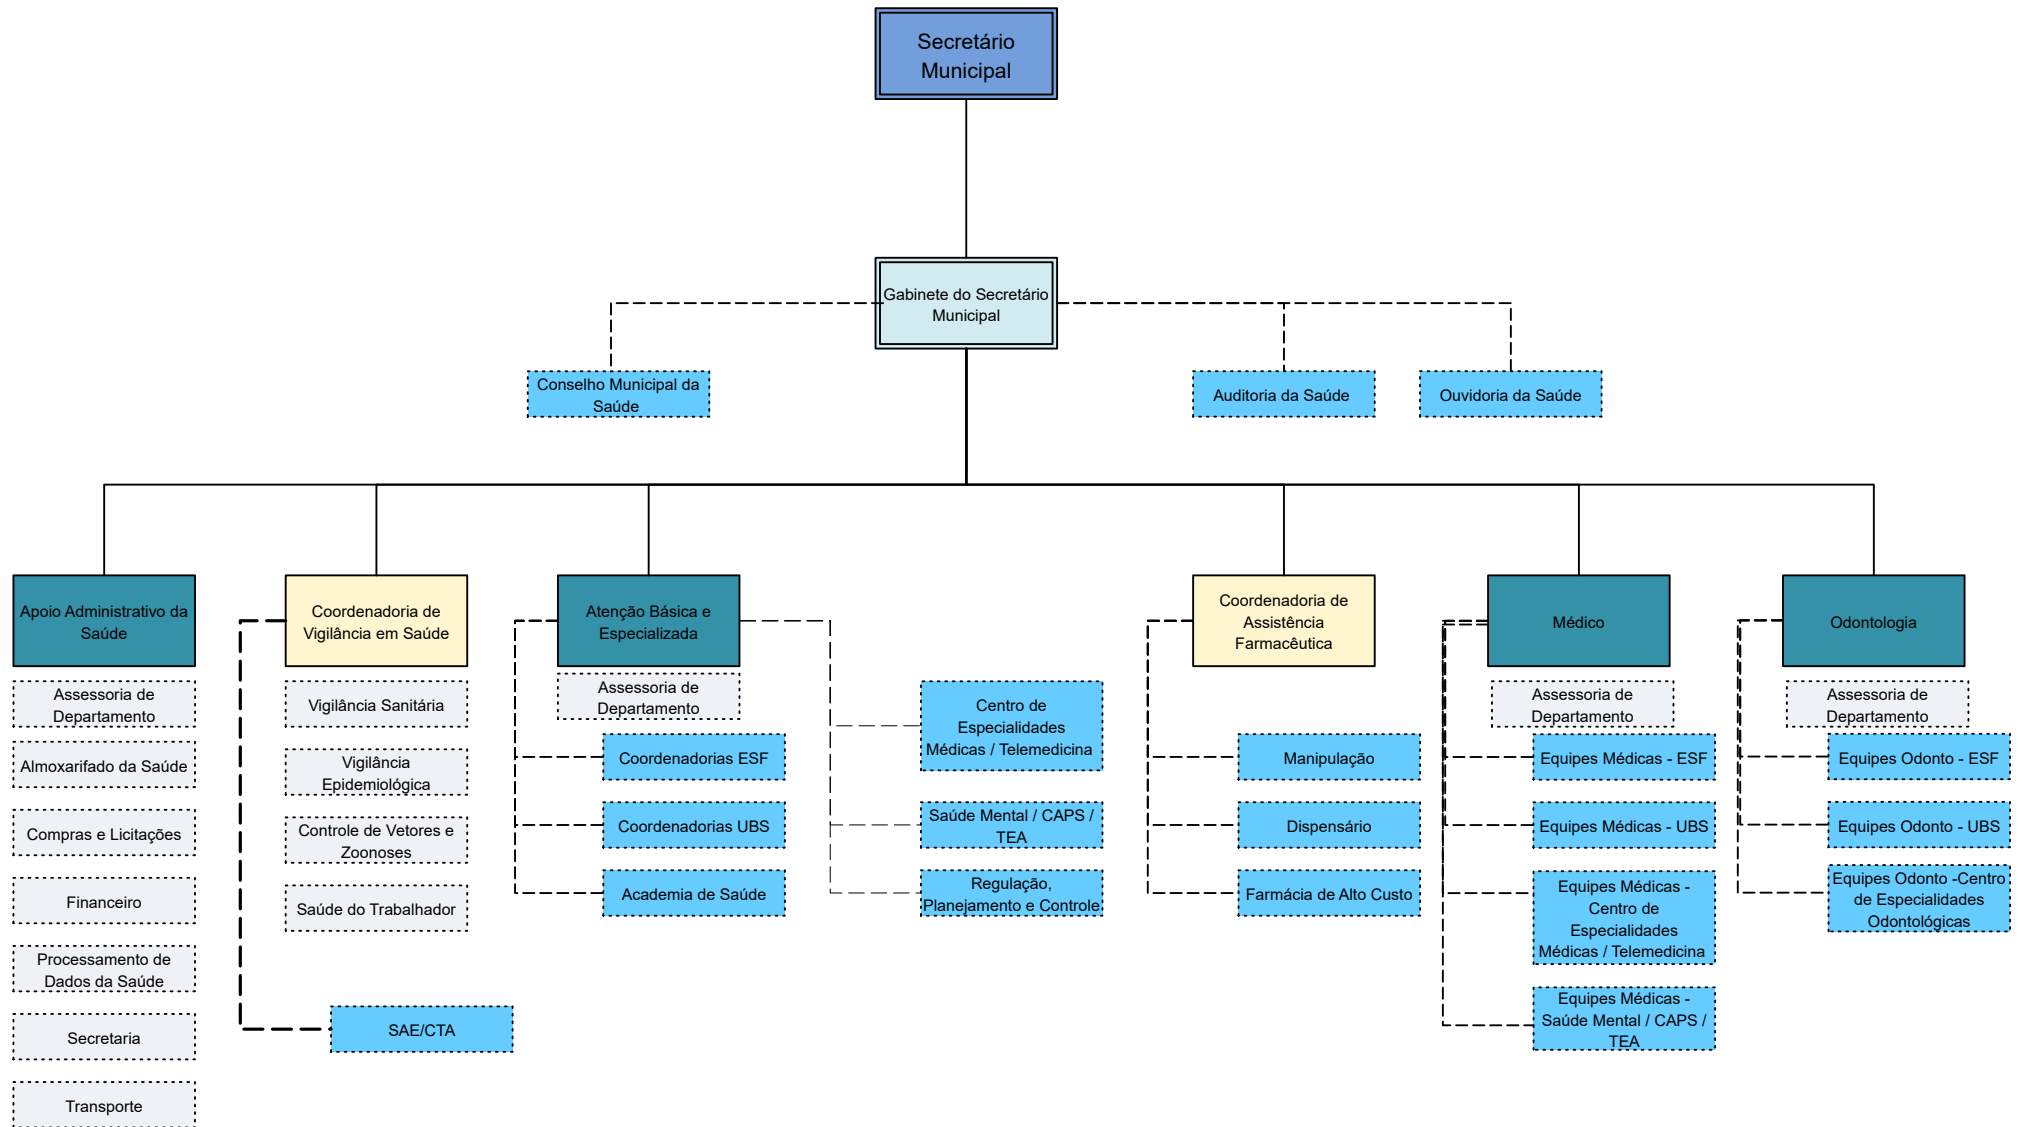 Secretário
Municipal
Gabinete do Secretário
Municipal
Conselho Municipal da
Saúde
Auditoria da Saúde
Ouvidoria da Saúde
Apoio Administrativo da
Saúde
Assessoria de
Departamento
Almoxarifado da Saúde
Compras e Licitações
Financeiro
Processamento de
Dados da Saúde
Secretaria
Transporte
Coordenadoria de
Vigilância em Saúde
Vigilância Sanitária
Vigilância
Epidemiológica
Controle de Vetores e
Zoonoses
Saúde do Trabalhador
SAE/CTA
Atenção Básica e
Especializada
Assessoria de
Departamento
Coordenadorias ESF
Coordenadorias UBS
Academia de Saúde
Centro de
Especialidades
Médicas / Telemedicina
Saúde Mental / CAPS /
TEA
Regulação,
Planejamento e Controle
Coordenadoria de
Assistência
Farmacêutica
Manipulação
Dispensário
Farmácia de Alto Custo
Médico
Assessoria de
Departamento
Equipes Médicas - ESF
Equipes Médicas - UBS
Equipes Médicas -
Centro de
Especialidades
Médicas / Telemedicina
Equipes Médicas -
Saúde Mental / CAPS /
TEA
Odontologia
Assessoria de
Departamento
Equipes Odonto - ESF
Equipes Odonto - UBS
Equipes Odonto -Centro
de Especialidades
Odontológicas